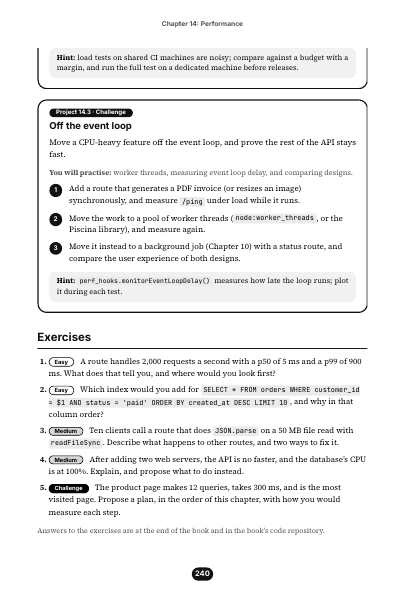 Chapter 14: Performance
Hint: load tests on shared CI machines are noisy; compare against a budget with a
margin, and run the full test on a dedicated machine before releases.
Project 14.3 · Challenge
Off the event loop
Move a CPU-heavy feature off the event loop, and prove the rest of the API stays
fast.
You will practise: worker threads, measuring event loop delay, and comparing designs.
1 Add a route that generates a PDF invoice (or resizes an image)
synchronously, and measure /ping under load while it runs.
2 Move the work to a pool of worker threads (node:worker_threads, or the
Piscina library), and measure again.
3 Move it instead to a background job (Chapter 10) with a status route, and
compare the user experience of both designs.
Hint: perf_hooks.monitorEventLoopDelay() measures how late the loop runs; plot
it during each test.
Exercises
1. Easy A route handles 2,000 requests a second with a p50 of 5 ms and a p99 of 900
ms. What does that tell you, and where would you look first?
2. Easy Which index would you add for SELECT * FROM orders WHERE customer_id
= $1 AND status = 'paid' ORDER BY created_at DESC LIMIT 10, and why in that
column order?
3. Medium Ten clients call a route that does JSON.parse on a 50 MB file read with
readFileSync. Describe what happens to other routes, and two ways to fix it.
4. Medium After adding two web servers, the API is no faster, and the database's CPU
is at 100%. Explain, and propose what to do instead.
5. Challenge The product page makes 12 queries, takes 300 ms, and is the most
visited page. Propose a plan, in the order of this chapter, with how you would
measure each step.
Answers to the exercises are at the end of the book and in the book's code repository.
240